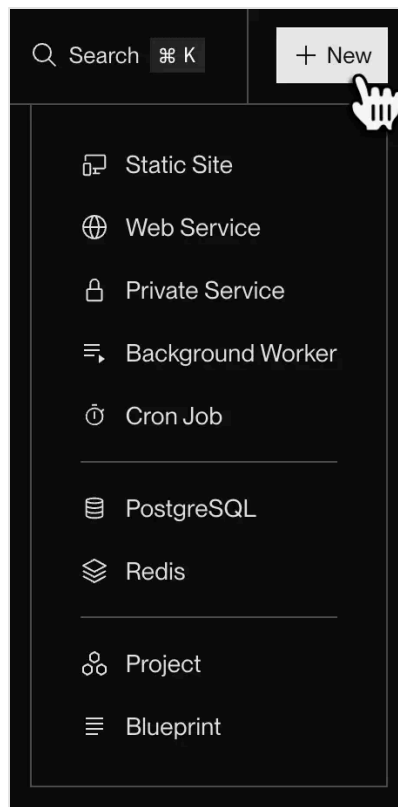 Search ⌘ K
+ New
Static Site
Web Service
Private Service
Background Worker
Cron Job
PostgreSQL
Redis
Project
Blueprint